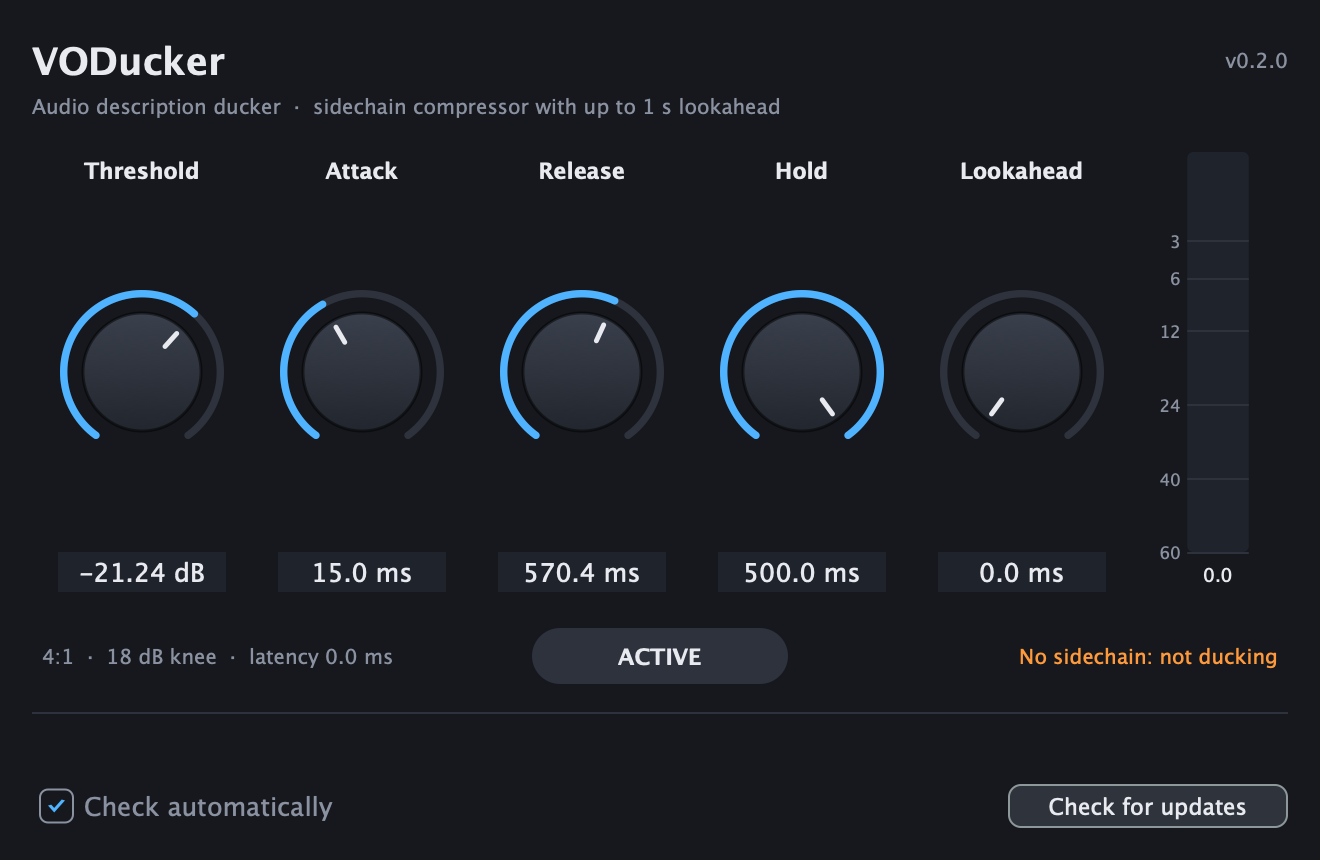 VODucker
v0.2.0
Audio description ducker · sidechain compressor with up to 1 s lookahead
Threshold Attack Release Hold Lookahead
3
6
12
24
40
60
-21.24 dB 15.0 ms 570.4 ms 500.0 ms 0.0 ms 0.0
4:1 · 18 dB knee · latency 0.0 ms ACTIVE No sidechain: not ducking
Check automatically Check for updates